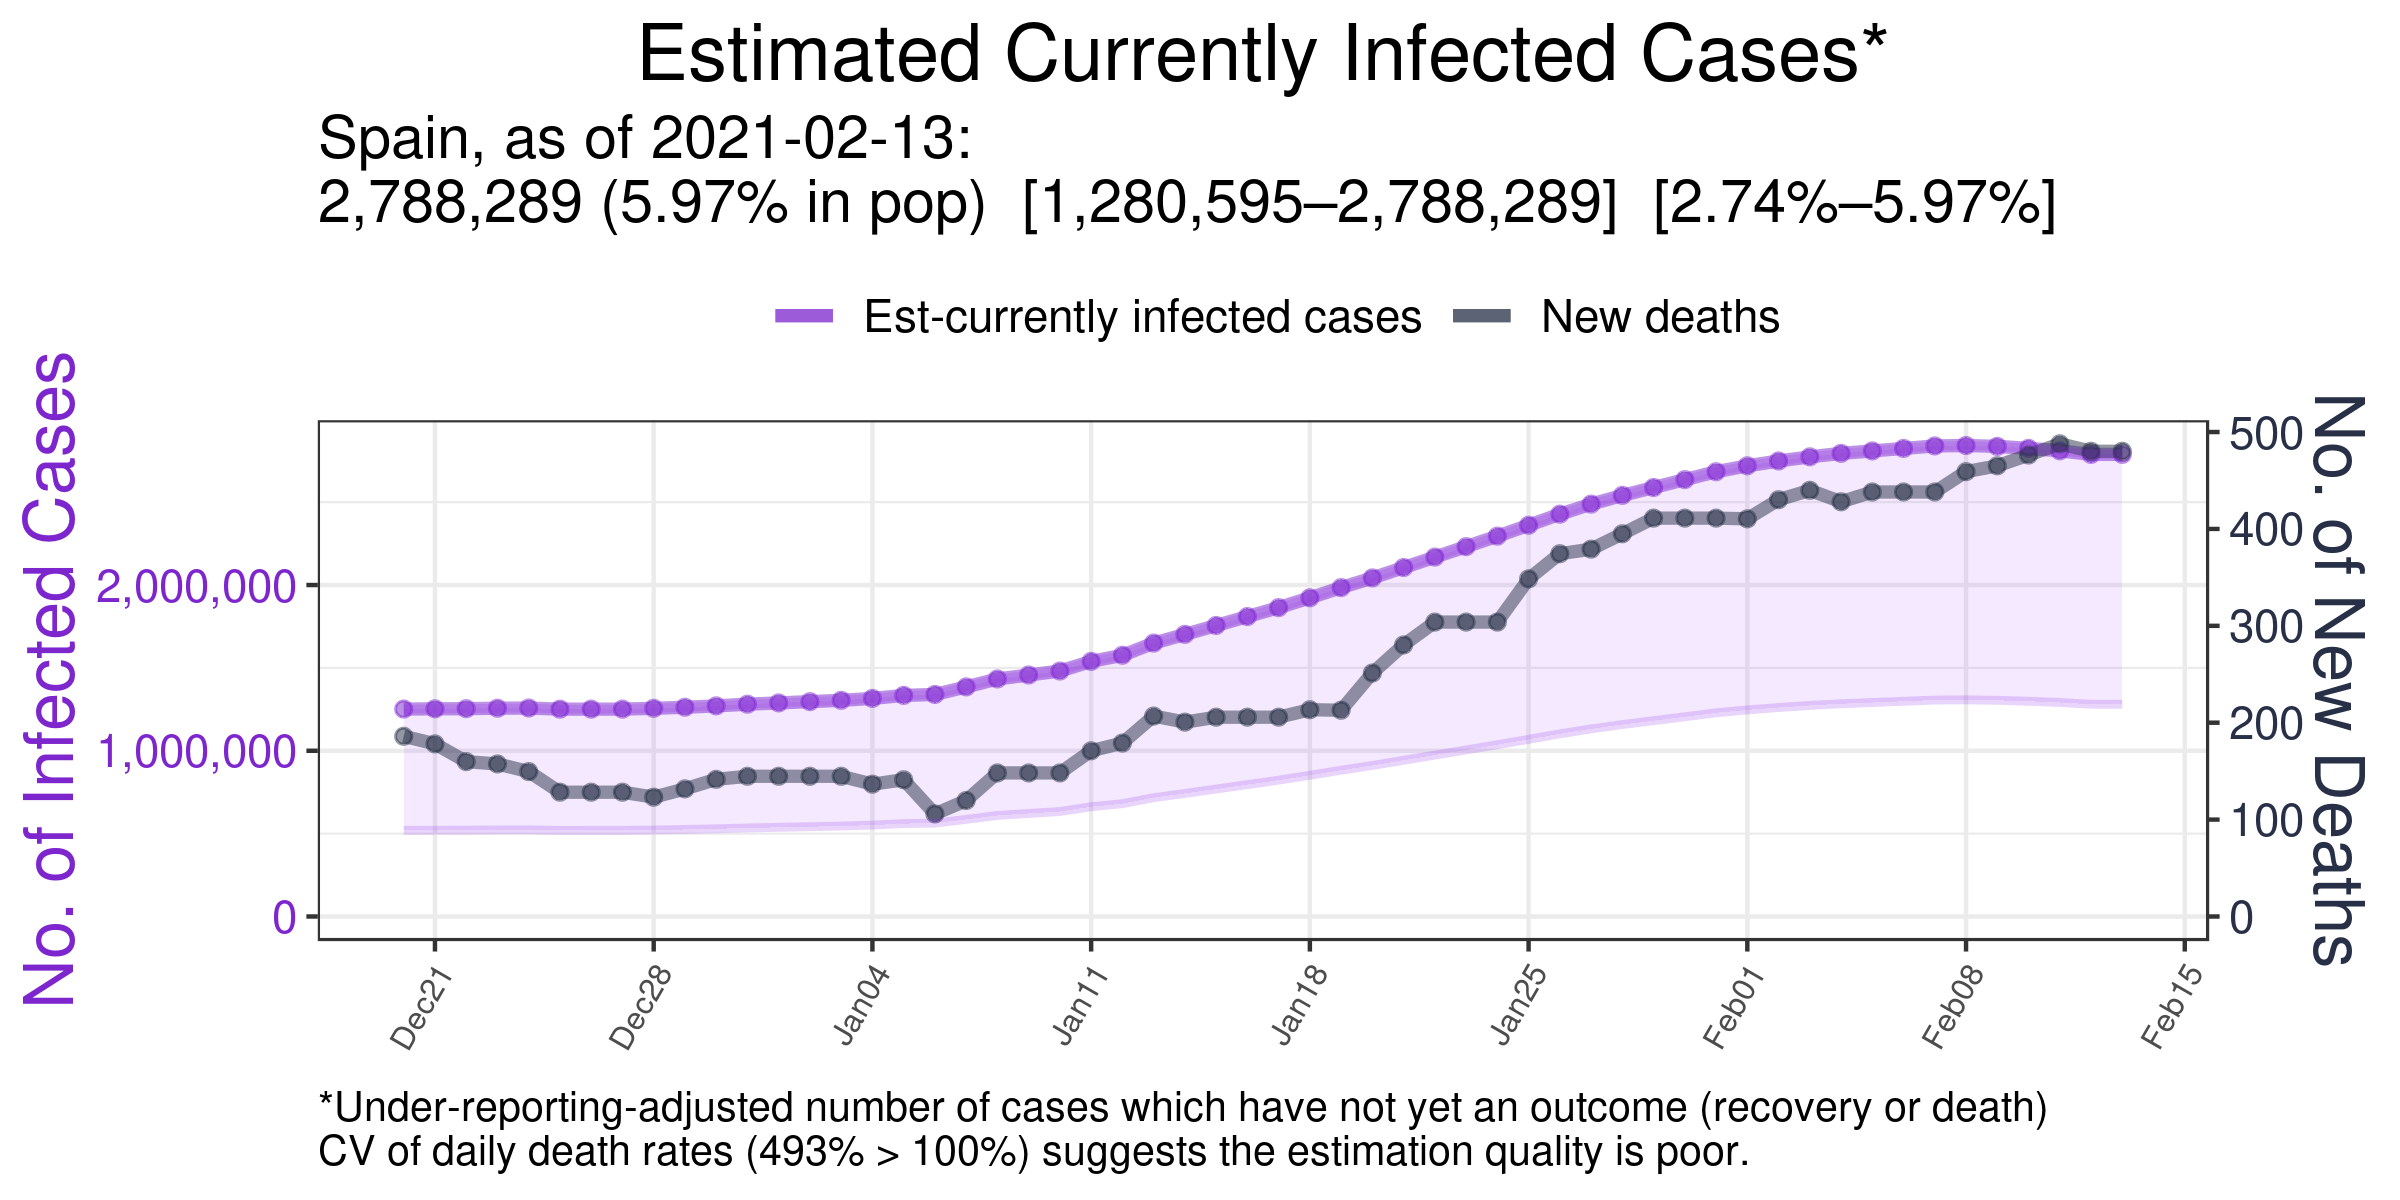 Estimated Currently Infected Cases*
Spain, as of 2021-02-13:
2,788,289 (5.97% in pop)  [1,280,595–2,788,289]  [2.74%–5.97%]
Est-currently infected cases
New deaths
No. of Infected Cases
2,000,000
1,000,000
0
500
400
300
200
100
0
No. of New Deaths
Dec21
Dec28
Jan04
Jan11
Jan18
Jan25
Feb01
Feb08
Feb15
*Under-reporting-adjusted number of cases which have not yet an outcome (recovery or death)
CV of daily death rates (493% > 100%) suggests the estimation quality is poor.